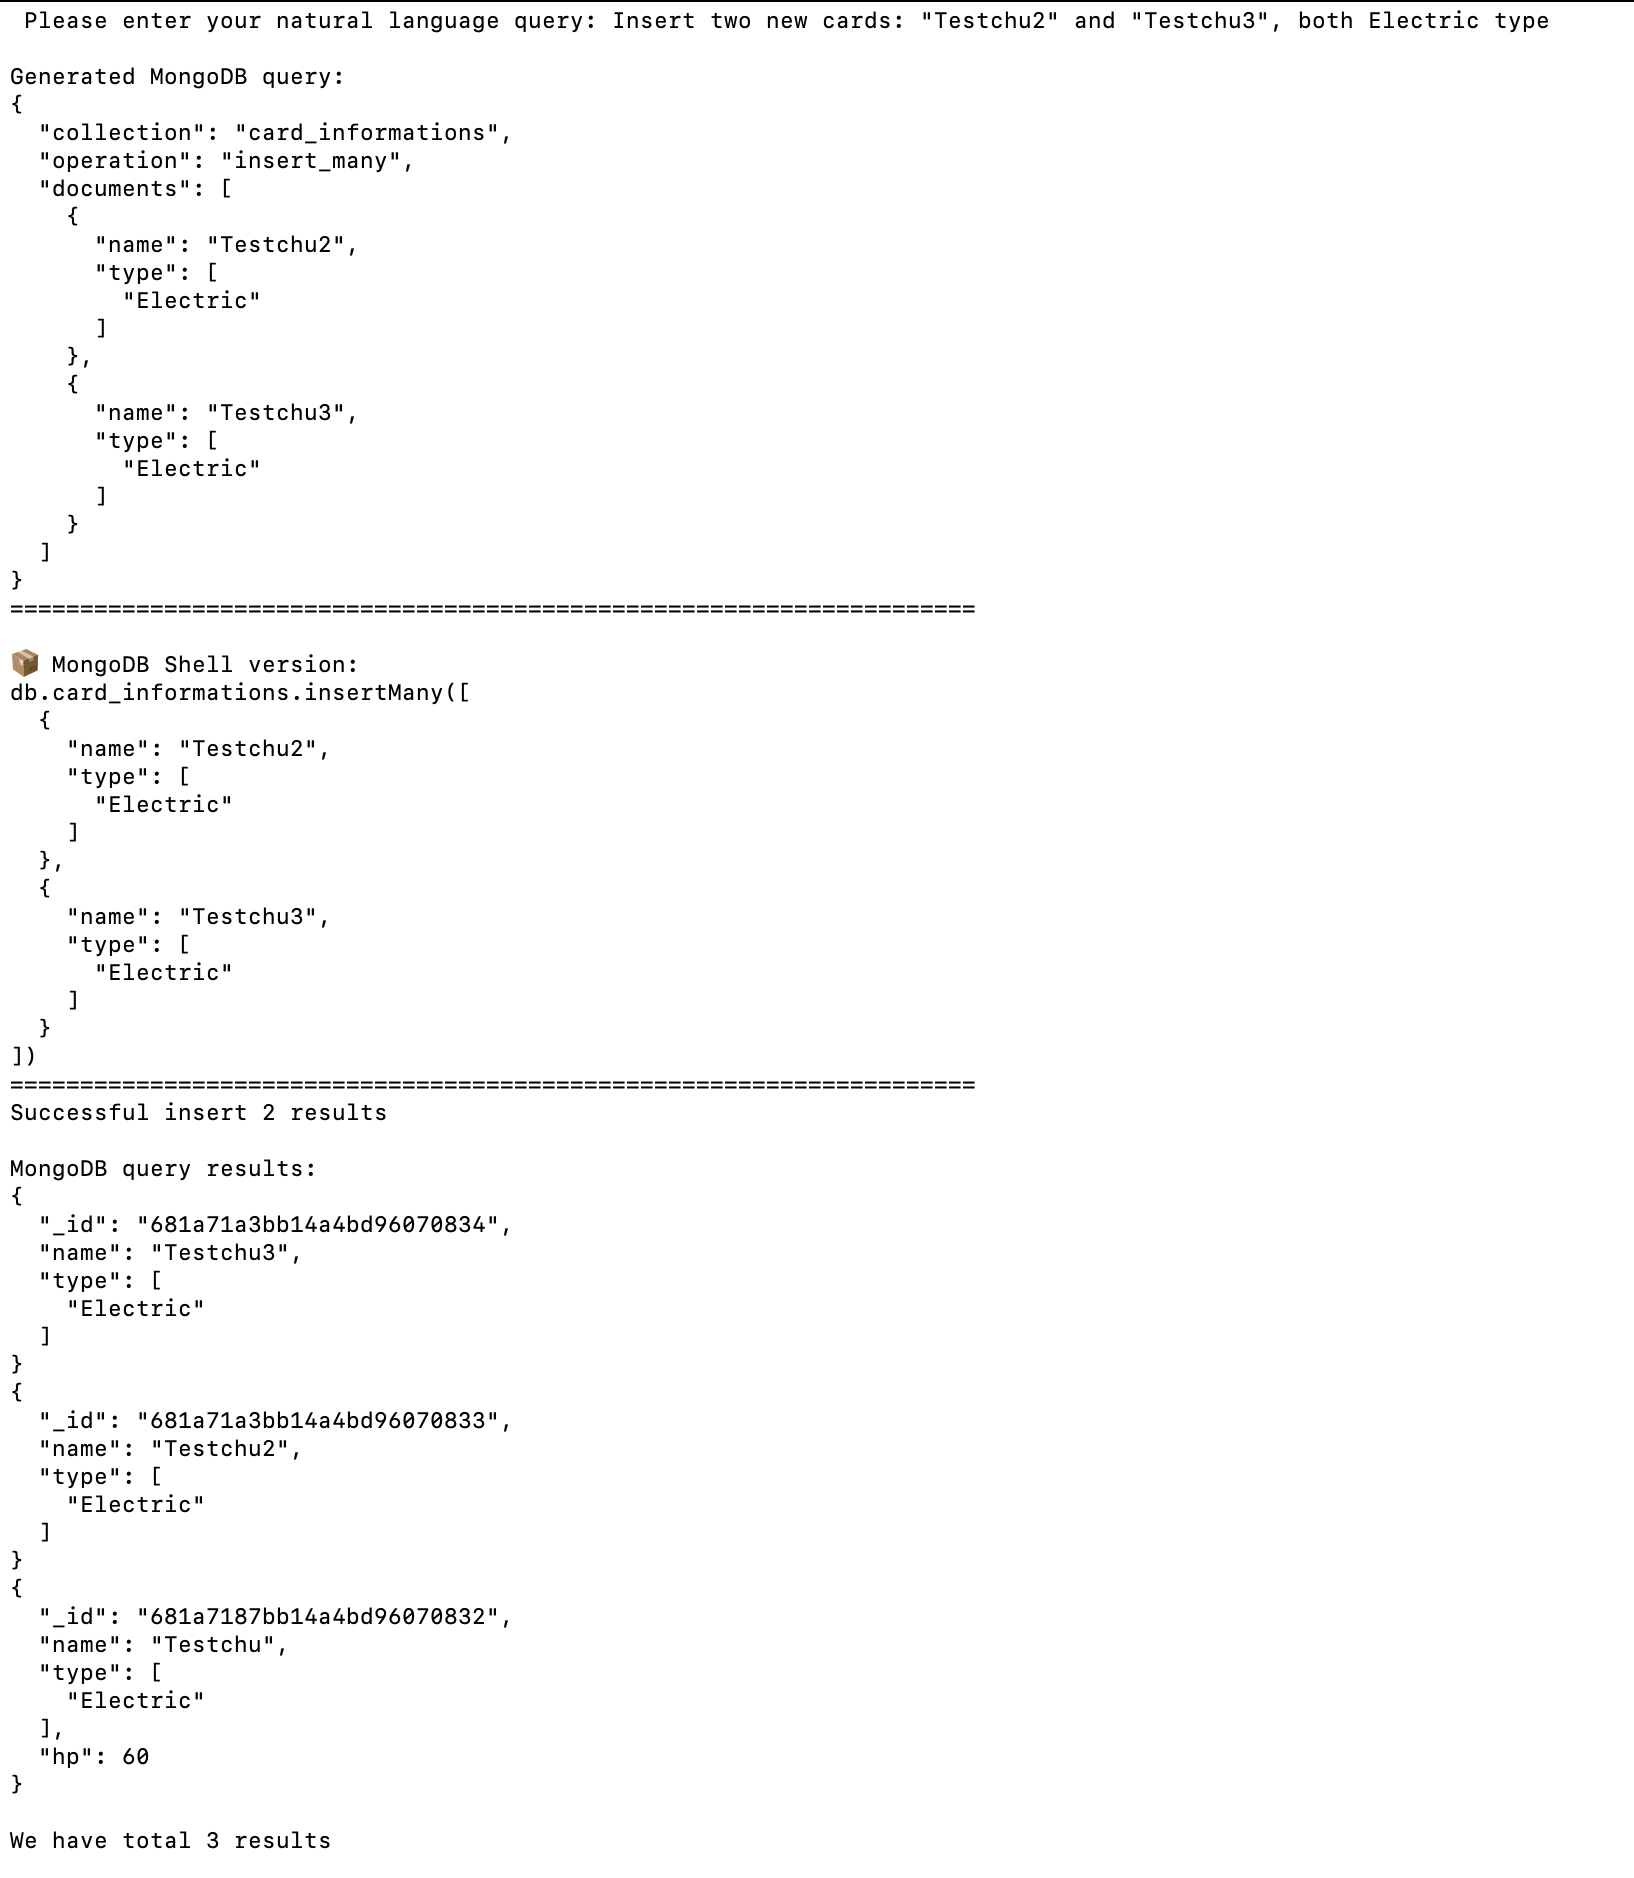 Please enter your natural language query: Insert two new cards: "Testchu2" and "Testchu3", both Electric type

Generated MongoDB query:
{
  "collection": "card_informations",
  "operation": "insert_many",
  "documents": [
    {
      "name": "Testchu2",
      "type": [
        "Electric"
      ]
    },
    {
      "name": "Testchu3",
      "type": [
        "Electric"
      ]
    }
  ]
}
=====================================================================

📦 MongoDB Shell version:
db.card_informations.insertMany([
  {
    "name": "Testchu2",
    "type": [
      "Electric"
    ]
  },
  {
    "name": "Testchu3",
    "type": [
      "Electric"
    ]
  }
])
=====================================================================
Successful insert 2 results

MongoDB query results:
{
  "_id": "681a71a3bb14a4bd96070834",
  "name": "Testchu3",
  "type": [
    "Electric"
  ]
}
{
  "_id": "681a71a3bb14a4bd96070833",
  "name": "Testchu2",
  "type": [
    "Electric"
  ]
}
{
  "_id": "681a7187bb14a4bd96070832",
  "name": "Testchu",
  "type": [
    "Electric"
  ],
  "hp": 60
}

We have total 3 results